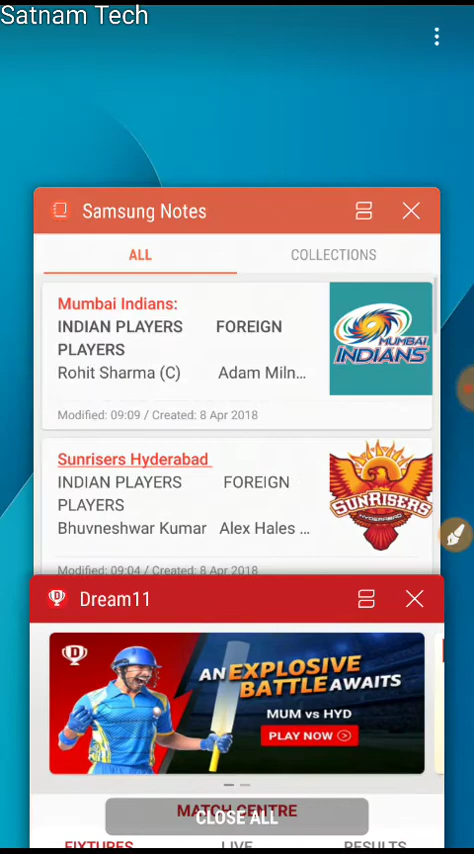 Satnam Tech
Samsung Notes
ALL
COLLECTIONS
Mumbai Indians:
INDIAN PLAYERS FOREIGN
PLAYERS
Rohit Sharma (C) Adam Miln...
MUMBAI
INDIANS
Modified: 09:09 / Created: 8 Apr 2018
Sunrisers Hyderabad
INDIAN PLAYERS FOREIGN
PLAYERS
Bhuvneshwar Kumar Alex Hales ...
SUNRISERS
HYDERABAD
Modified: 09:04 / Created: 8 Apr 2018
D Dream11
D
AN EXPLOSIVE
BATTLE AWAITS
MUM vs HYD
PLAY NOW
MATCH CENTRE
CLOSE ALL
FIXTURES LIVE RESULTS